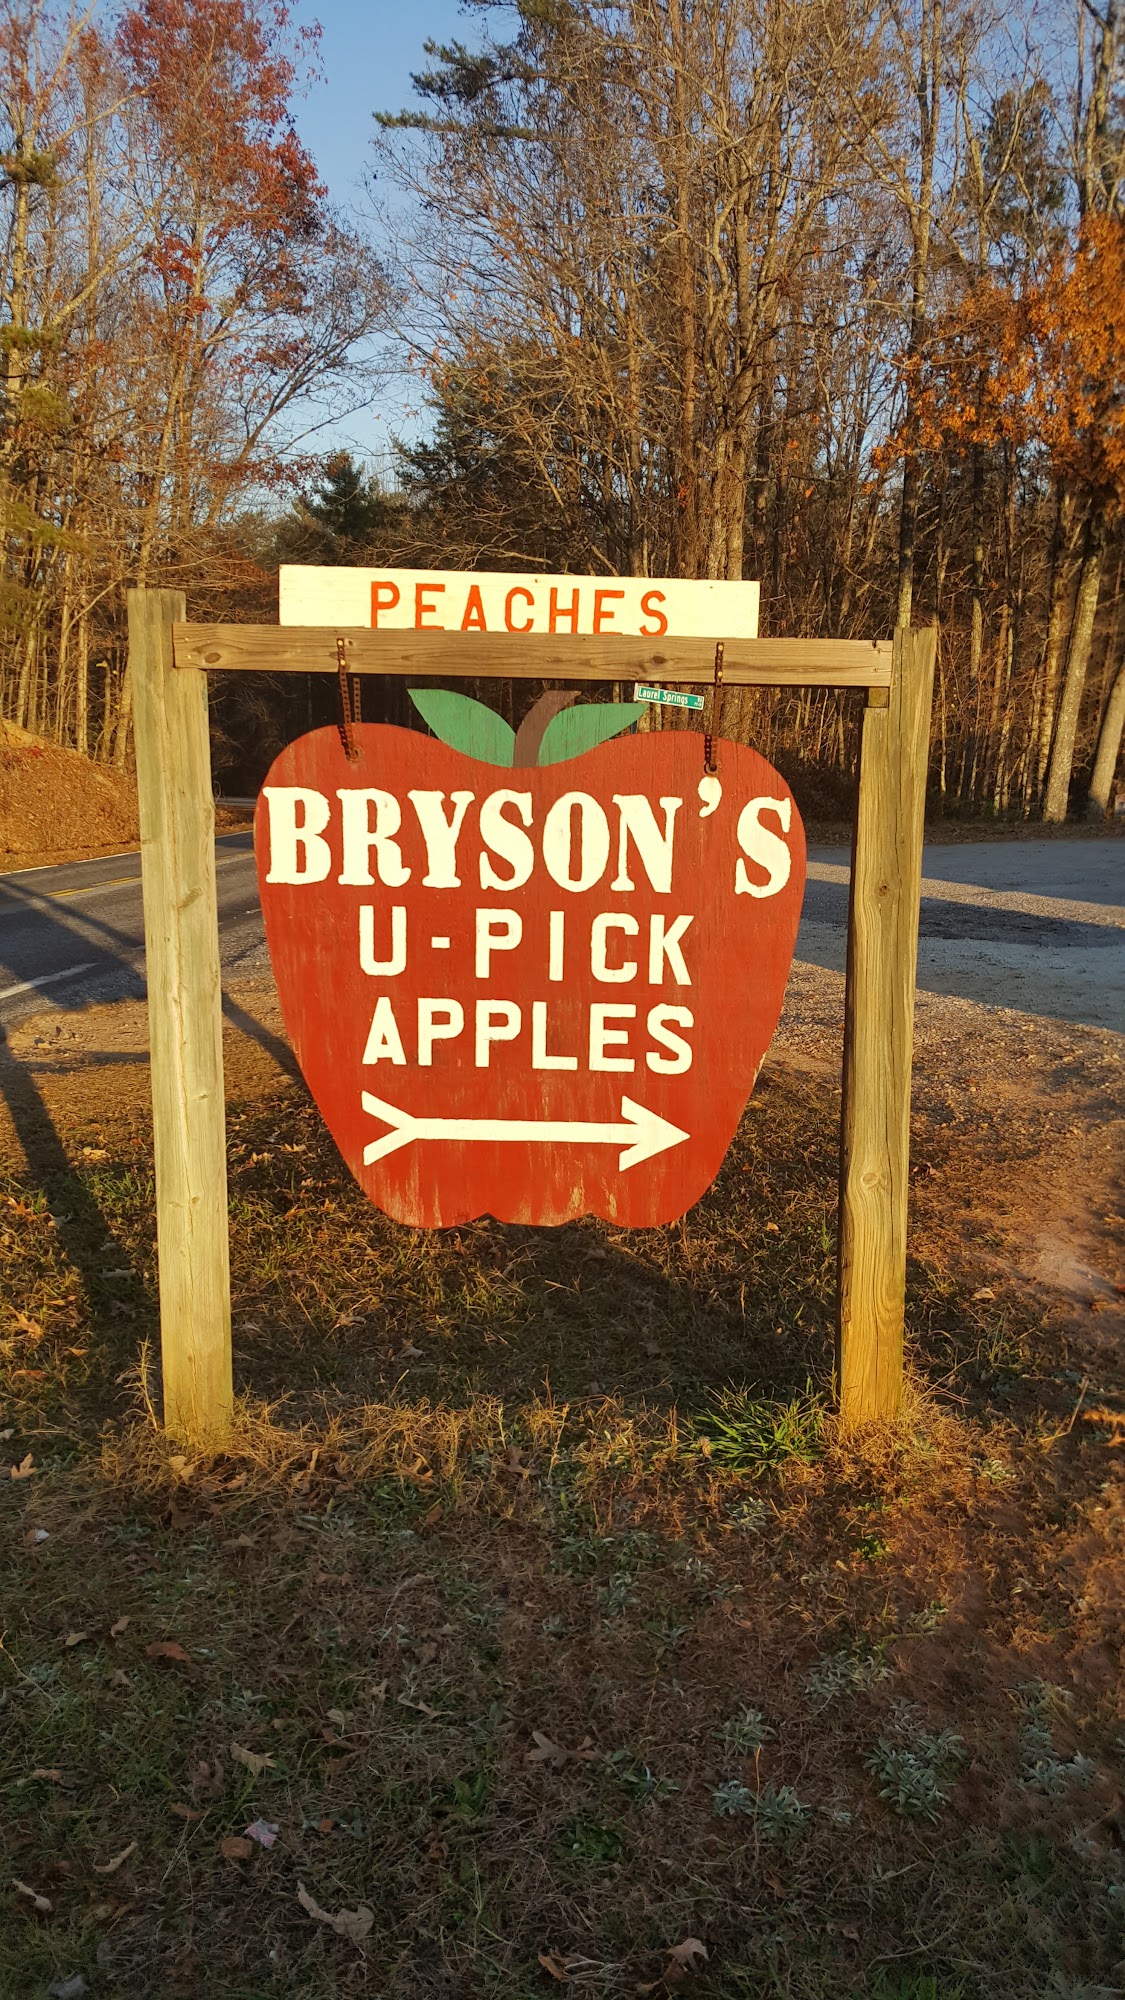 PEACHES
Laurel Springs
BRYSON'S
U-PICK
APPLES